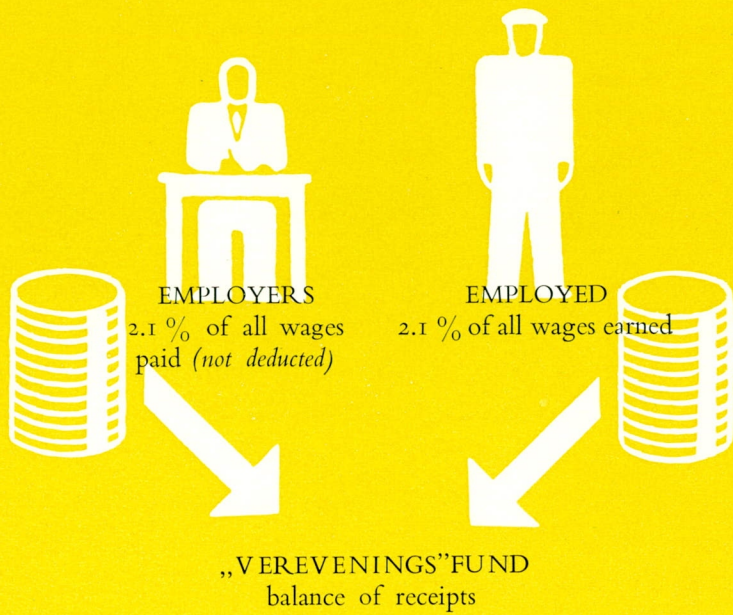 EMPLOYERS
2.1 % of all wages
paid (not deducted)
EMPLOYED
2.1 % of all wages earned
„VEREVENINGS”FUND
balance of receipts